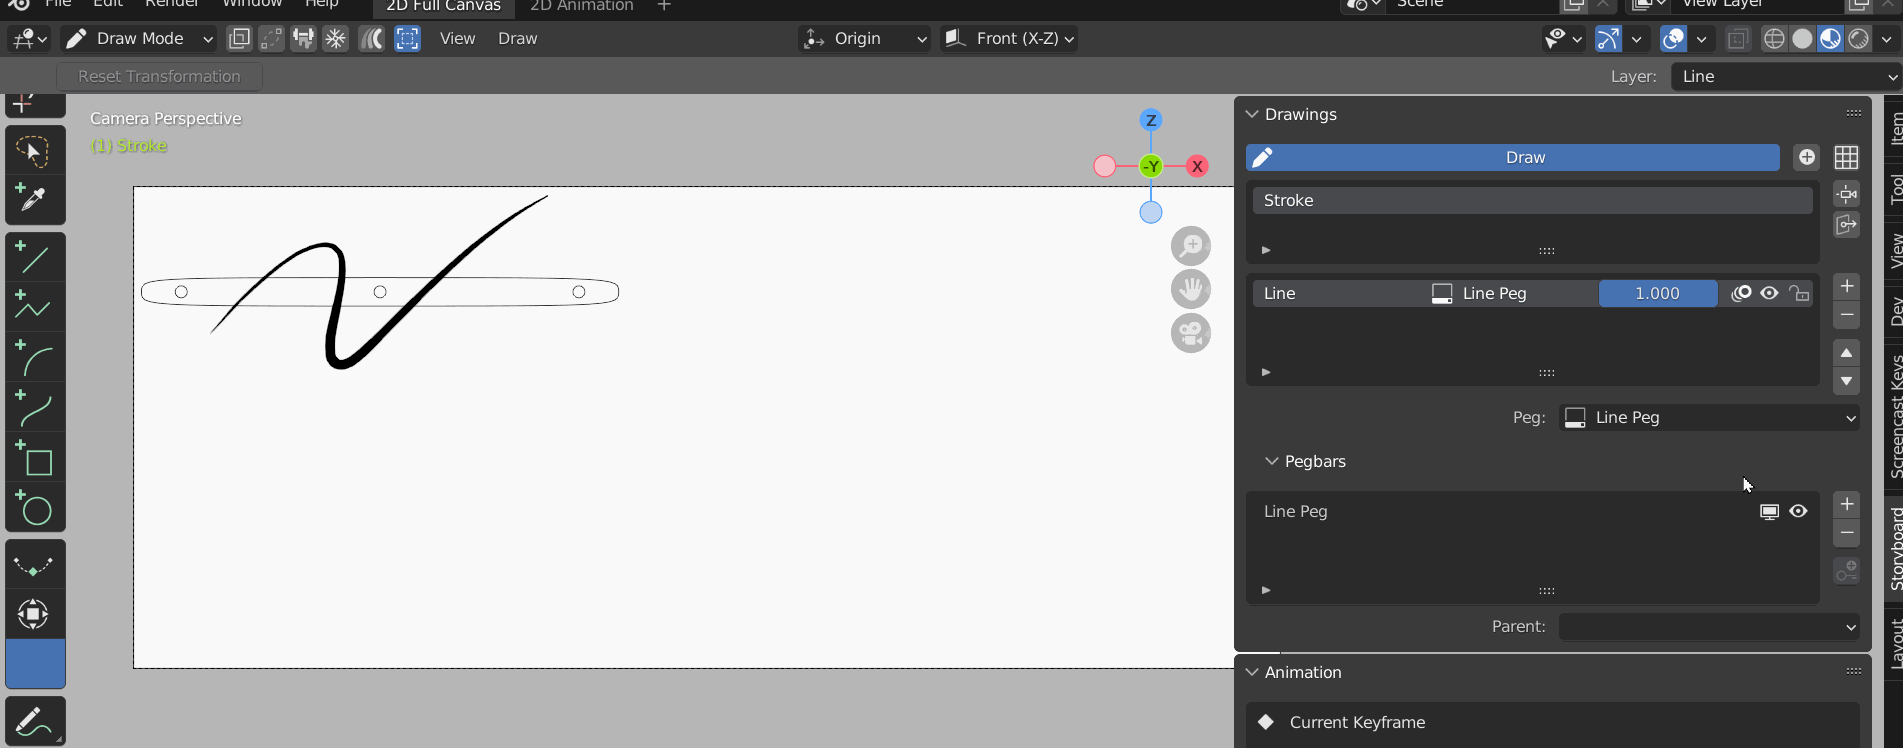 File Edit Render Window Help 2D Full Canvas 2D Animation + Scene View Layer
Draw Mode View Draw Origin Front (X-Z)
Reset Transformation Layer: Line
Camera Perspective
(1) Stroke
Z
-Y X
Drawings
Draw
Stroke
Line Line Peg 1.000
Peg: Line Peg
Pegbars
Line Peg
Parent:
Animation
Current Keyframe
Item
Tool
View
Dev
Screencast Keys
Storyboard
Layout